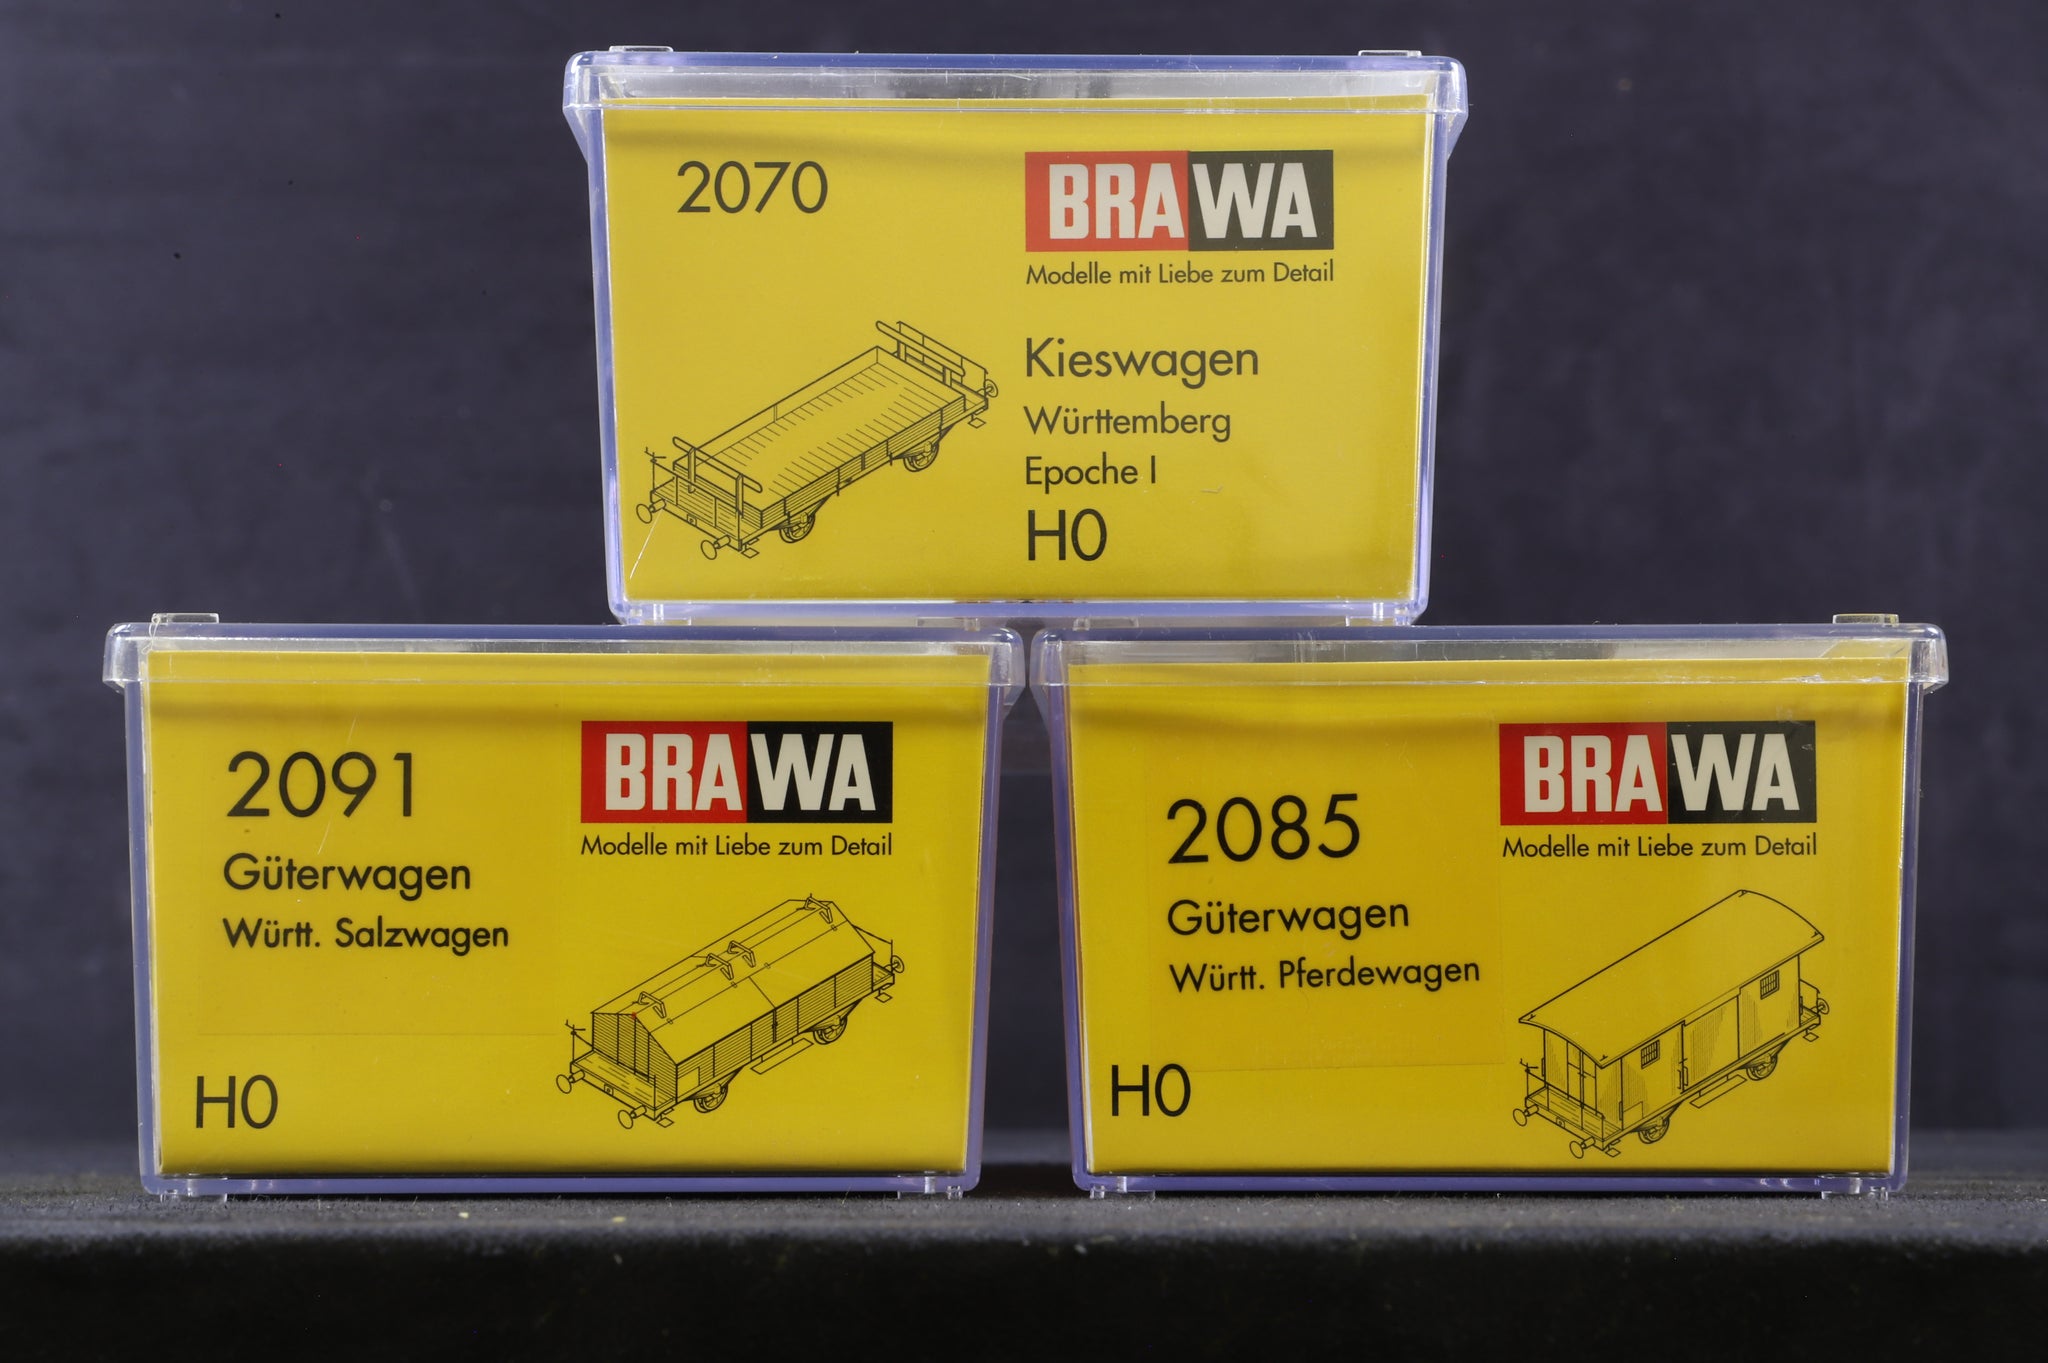 2070
BRAWA
Modelle mit Liebe zum Detail
Kieswagen
Württemberg
Epoche I
H0
2091
BRAWA
Modelle mit Liebe zum Detail
Güterwagen
Württ. Salzwagen
H0
2085
BRAWA
Modelle mit Liebe zum Detail
Güterwagen
Württ. Pferdewagen
H0